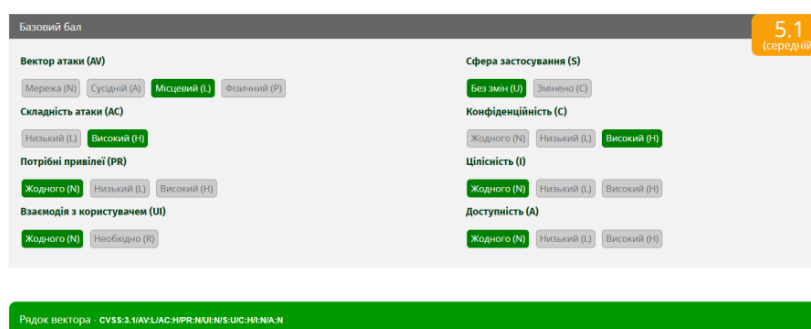 Базовий бал
5.1
(середній
Вектор атаки (AV)
Мережа (N) Сусідній (A) Місцевий (L) Фізичний (P)
Складність атаки (AC)
Низький (L) Високий (H)
Потрібні привілеї (PR)
Жодного (N) Низький (L) Високий (H)
Взаємодія з користувачем (UI)
Жодного (N) Необхідно (R)
Сфера застосування (S)
Без змін (U) Змінено (C)
Конфіденційність (C)
Жодного (N) Низький (L) Високий (H)
Цілісність (I)
Жодного (N) Низький (L) Високий (H)
Доступність (A)
Жодного (N) Низький (L) Високий (H)
Рядок вектора - CVSS:3.1/AV:L/AC:H/PR:N/UI:N/S:U/C:H/I:N/A:N